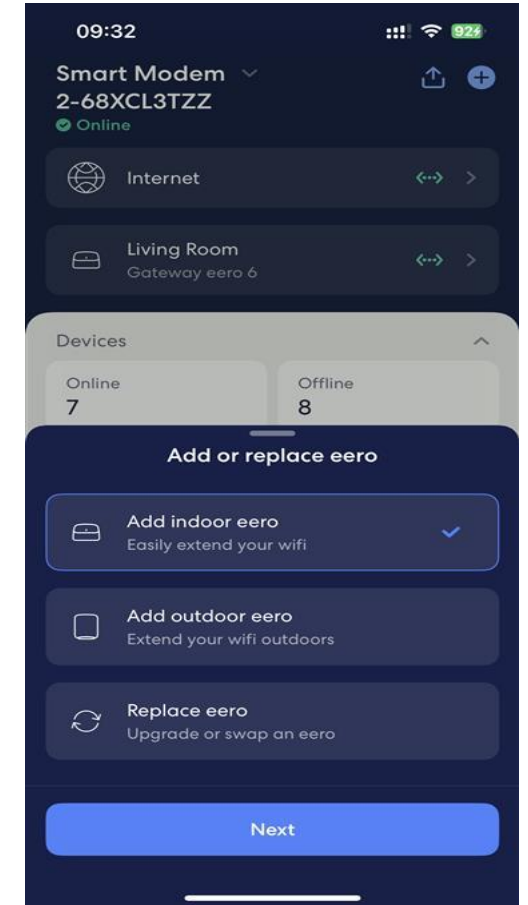 09:32
92
Smart Modem
2-68XCL3TZZ
Online
Internet
Living Room
Gateway eero 6
Devices
Online
7
Offline
8
Add or replace eero
Add indoor eero
Easily extend your wifi
Add outdoor eero
Extend your wifi outdoors
Replace eero
Upgrade or swap an eero
Next